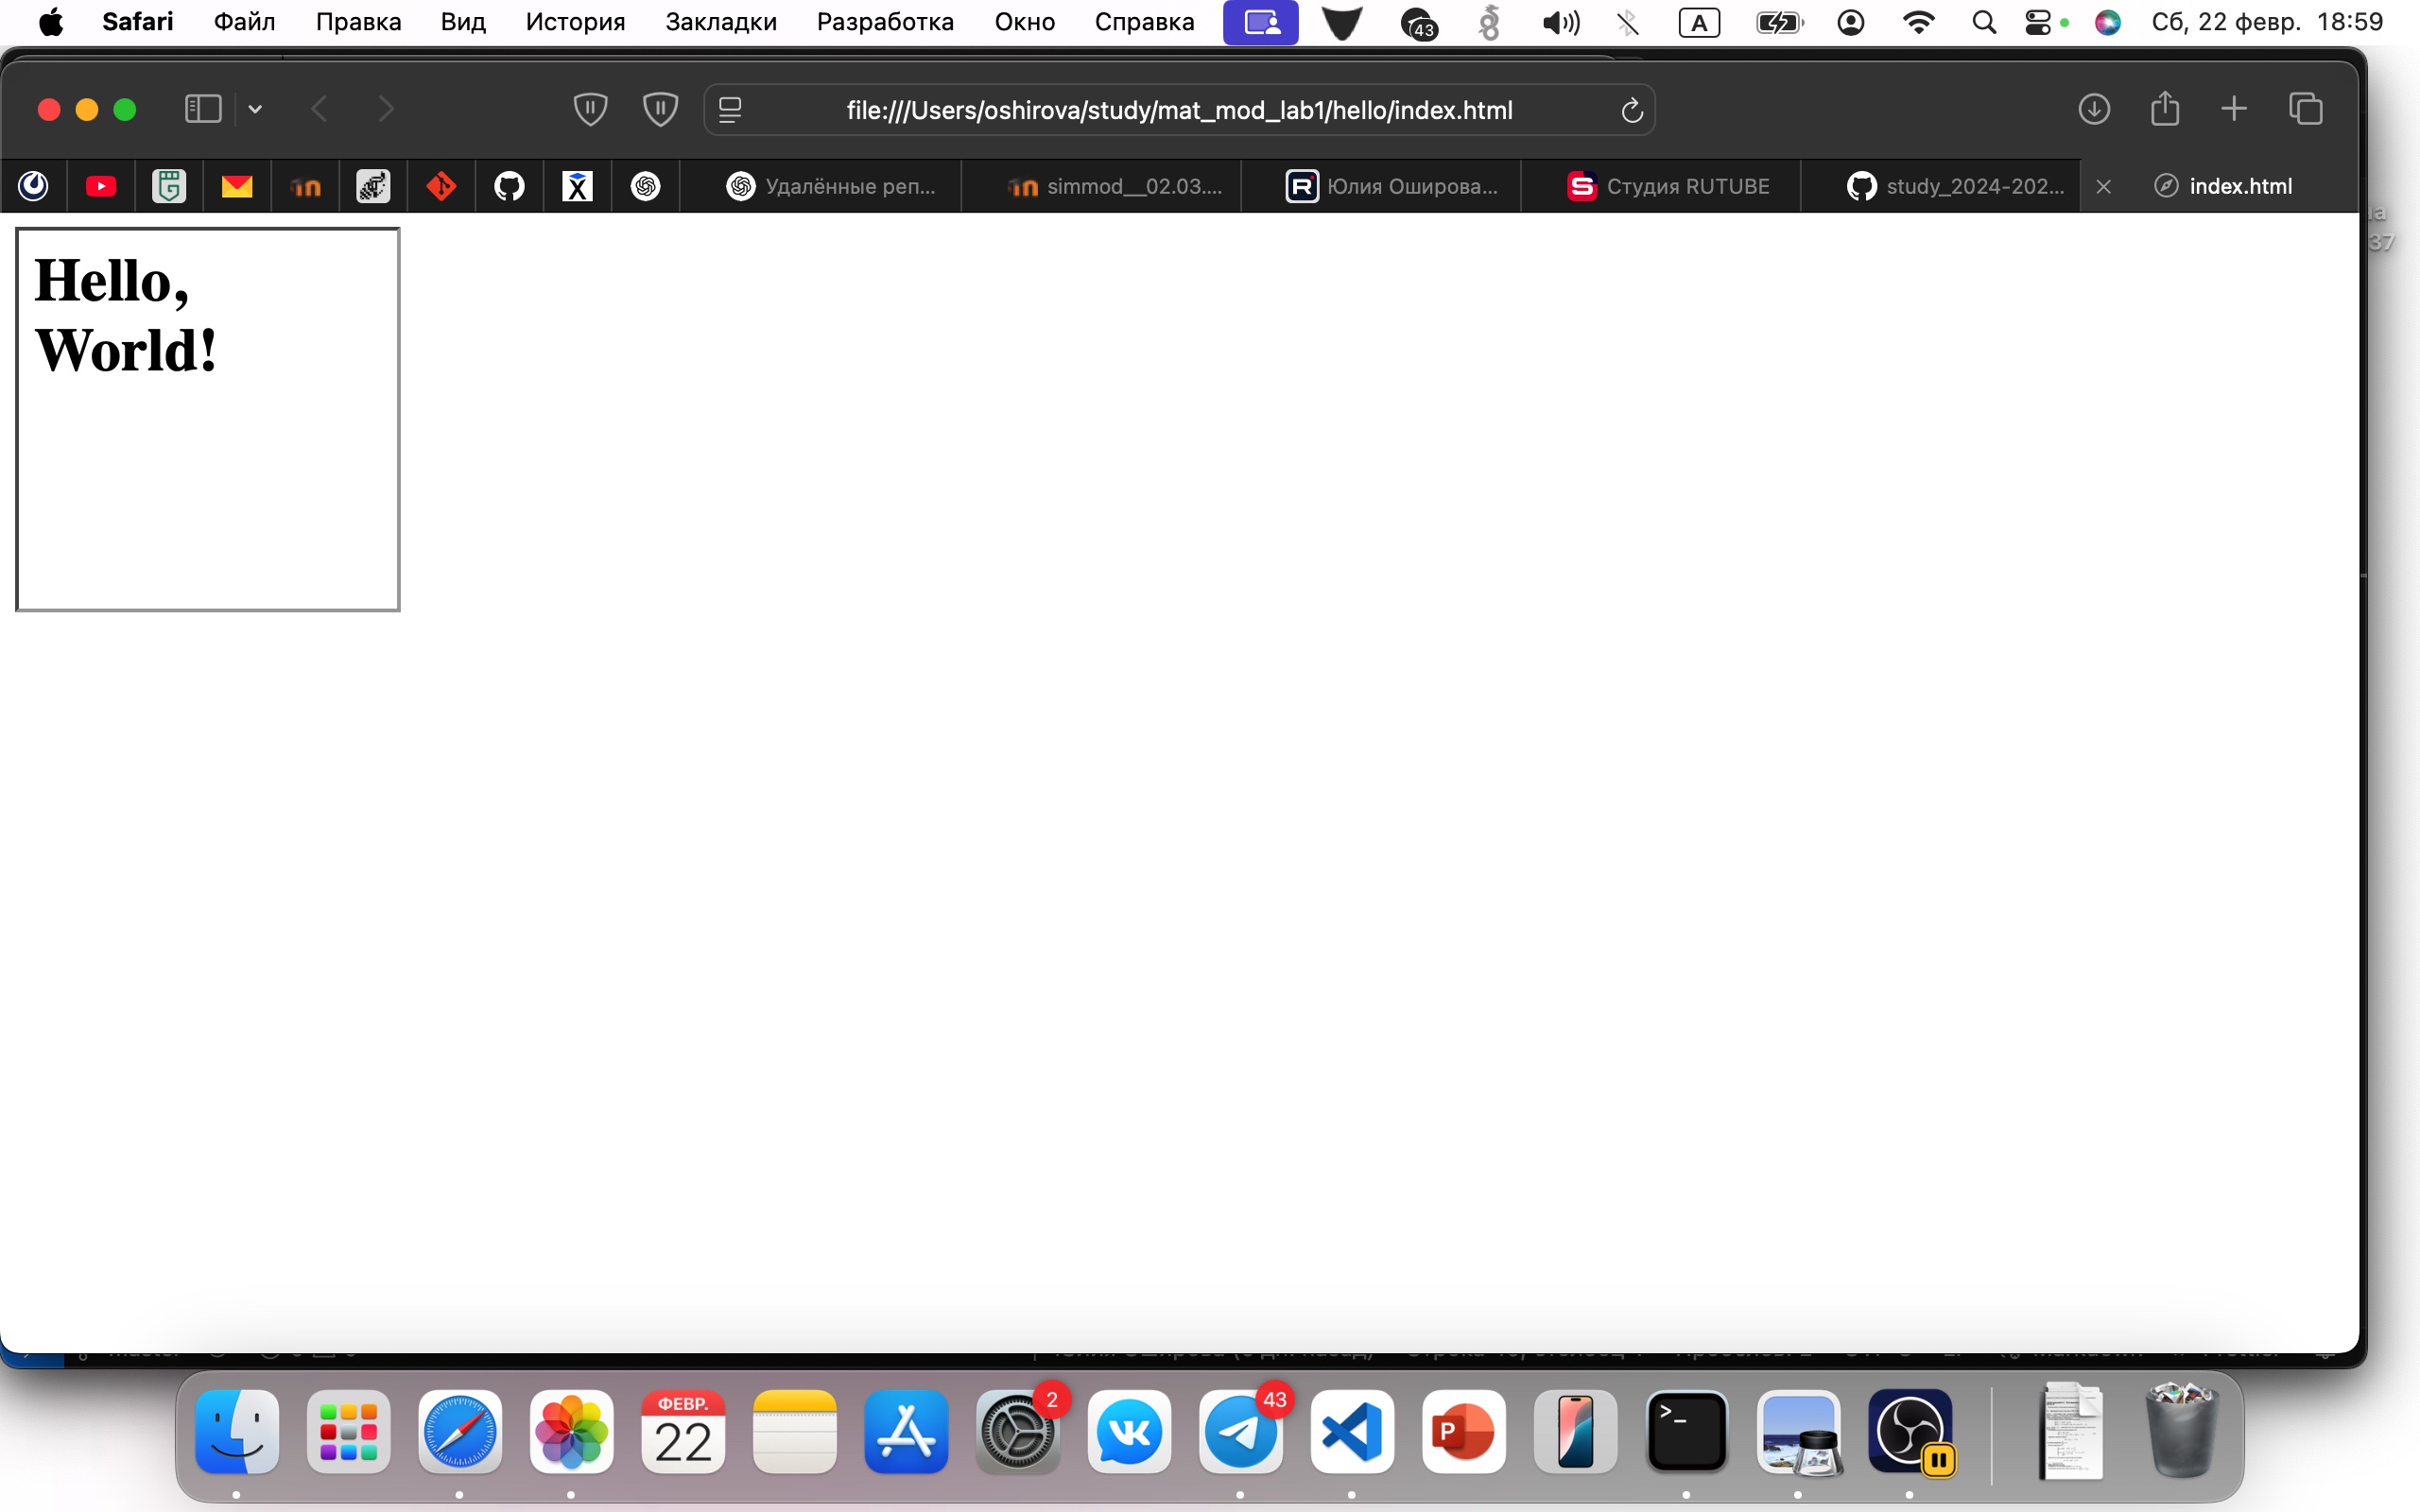 Safari Файл Правка Вид История Закладки Разработка Окно Справка 43 A Сб, 22 февр. 18:59
file:///Users/oshirova/study/mat_mod_lab1/hello/index.html
Удалённые реп... simmod__02.03.... Юлия Оширова... Студия RUTUBE study_2024-202... index.html
37
Hello,
World!
ФЕВР.
22
2
43